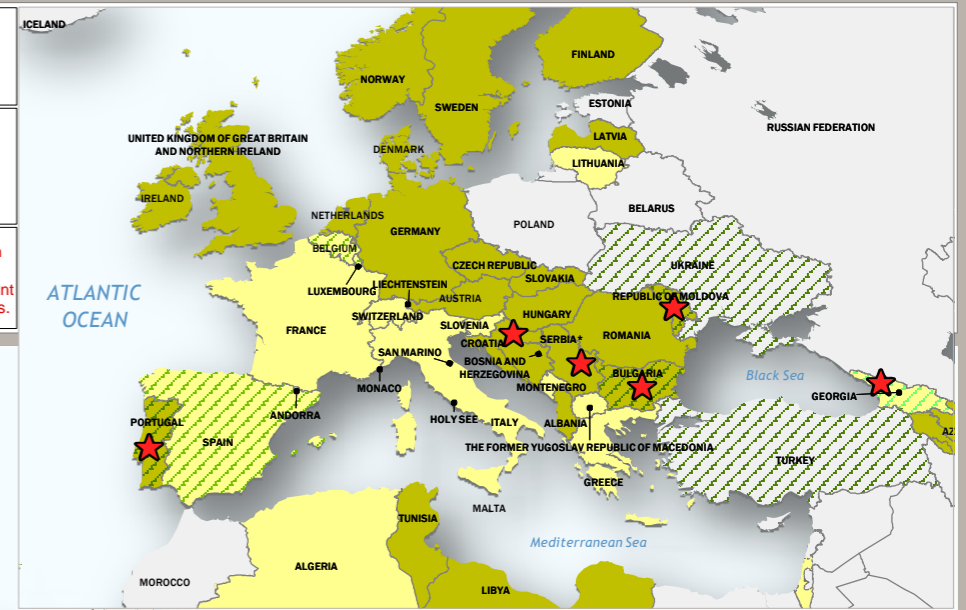 ICELAND
FINLAND
NORWAY
SWEDEN
ESTONIA
RUSSIAN FEDERATION
UNITED KINGDOM OF GREAT BRITAIN
AND NORTHERN IRELAND
DENMARK
LATVIA
LITHUANIA
IRELAND
BELARUS
NETHERLANDS
POLAND
GERMANY
BELGIUM
UKRAINE
CZECH REPUBLIC
SLOVAKIA
LUXEMBOURG
LIECHTENSTEIN
ATLANTIC
OCEAN
nt
s.
AUSTRIA
REPUBLIC OF MOLDOVA
SWITZERLAND
HUNGARY
FRANCE
SLOVENIA
ROMANIA
CROATIA
SERBIA*
SAN MARINO
BOSNIA AND
HERZEGOVINA
BULGARIA
Black Sea
MONACO
MONTENEGRO
GEORGIA
ANDORRA
PORTUGAL
HOLY SEE
ITALY
ALBANIA
AZ
SPAIN
THE FORMER YUGOSLAV REPUBLIC OF MACEDONIA
TURKEY
GREECE
MALTA
TUNISIA
Mediterranean Sea
ALGERIA
MOROCCO
LIBYA